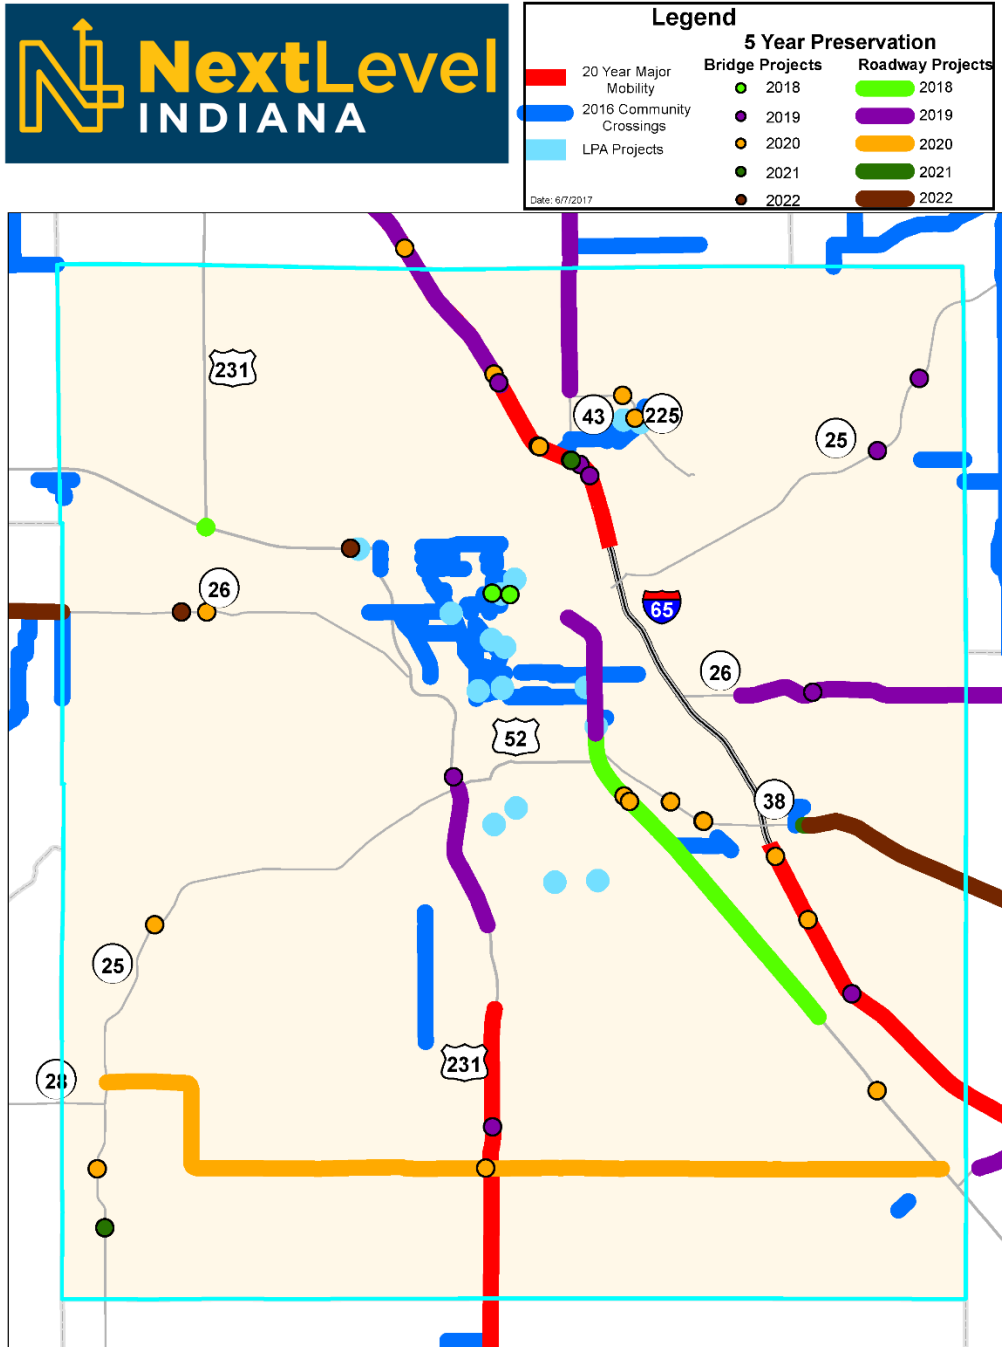 NextLevel
INDIANA
Legend
5 Year Preservation
Bridge Projects
Roadway Projects
20 Year Major
Mobility
2016 Community
Crossings
LPA Projects
2018
2019
2020
2021
2022
2018
2019
2020
2021
2022
Date: 6/7/2017
231
43
225
25
26
65
26
52
38
25
28
231